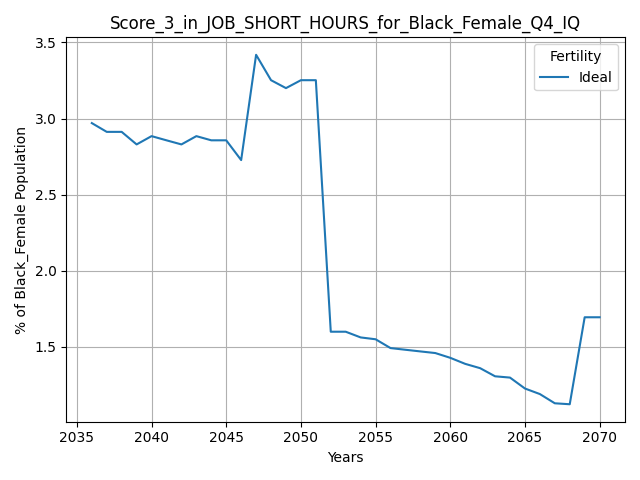 Score_3_in_JOB_SHORT_HOURS_for_Black_Female_Q4_IQ
Fertility
Ideal
% of Black_Female Population
3.5
3.0
2.5
2.0
1.5
2035 2040 2045 2050 2055 2060 2065 2070
Years